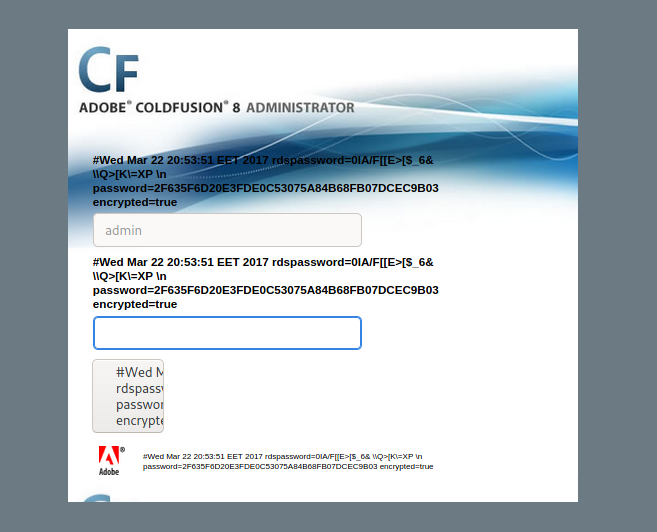 CF
ADOBE® COLDFUSION® 8 ADMINISTRATOR
#Wed Mar 22 20:53:51 EET 2017 rdspassword=0IA/F[[E>[$_6&
\\Q>[K\=XP \n
password=2F635F6D20E3FDE0C53075A84B68FB07DCEC9B03
encrypted=true
admin
#Wed Mar 22 20:53:51 EET 2017 rdspassword=0IA/F[[E>[$_6&
\\Q>[K\=XP \n
password=2F635F6D20E3FDE0C53075A84B68FB07DCEC9B03
encrypted=true
#Wed M
rdspassw
passwor
encrypte
Adobe®
#Wed Mar 22 20:53:51 EET 2017 rdspassword=0IA/F[[E>[$_6& \\Q>[K\=XP \n
password=2F635F6D20E3FDE0C53075A84B68FB07DCEC9B03 encrypted=true